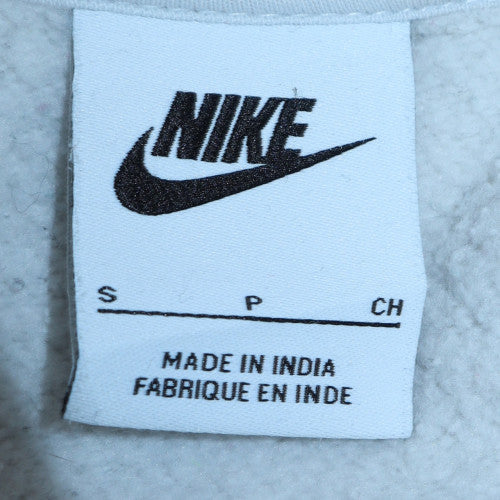 NIKE
S P CH
MADE IN INDIA
FABRIQUE EN INDE